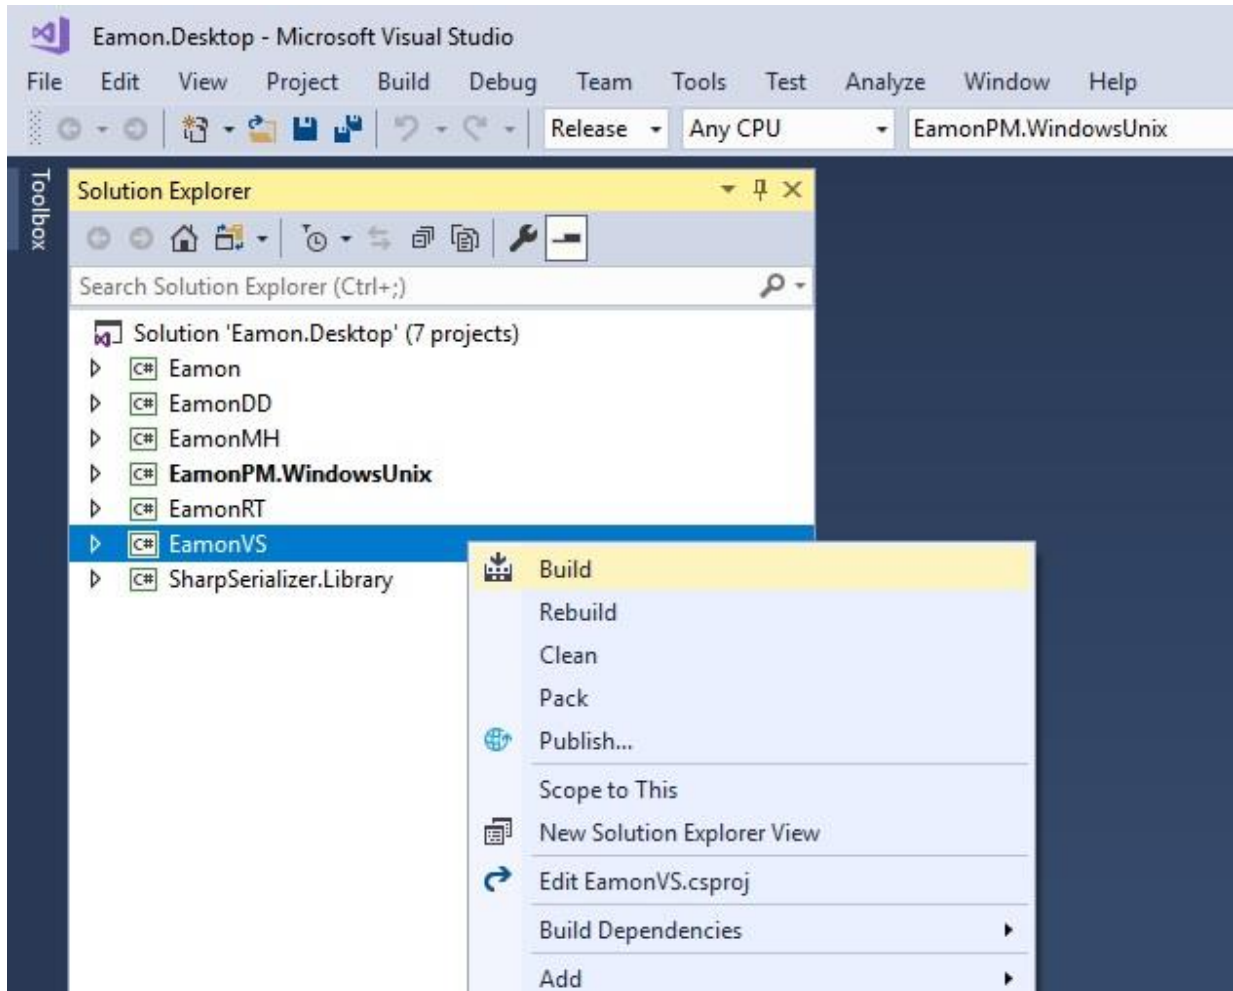 Eamon.Desktop - Microsoft Visual Studio
File Edit View Project Build Debug Team Tools Test Analyze Window Help
Release Any CPU EamonPM.WindowsUnix
Toolbox
Solution Explorer
Search Solution Explorer (Ctrl+;)
Solution 'Eamon.Desktop' (7 projects)
C# Eamon
C# EamonDD
C# EamonMH
C# EamonPM.WindowsUnix
C# EamonRT
C# EamonVS
C# SharpSerializer.Library
Build
Rebuild
Clean
Pack
Publish...
Scope to This
New Solution Explorer View
Edit EamonVS.csproj
Build Dependencies
Add